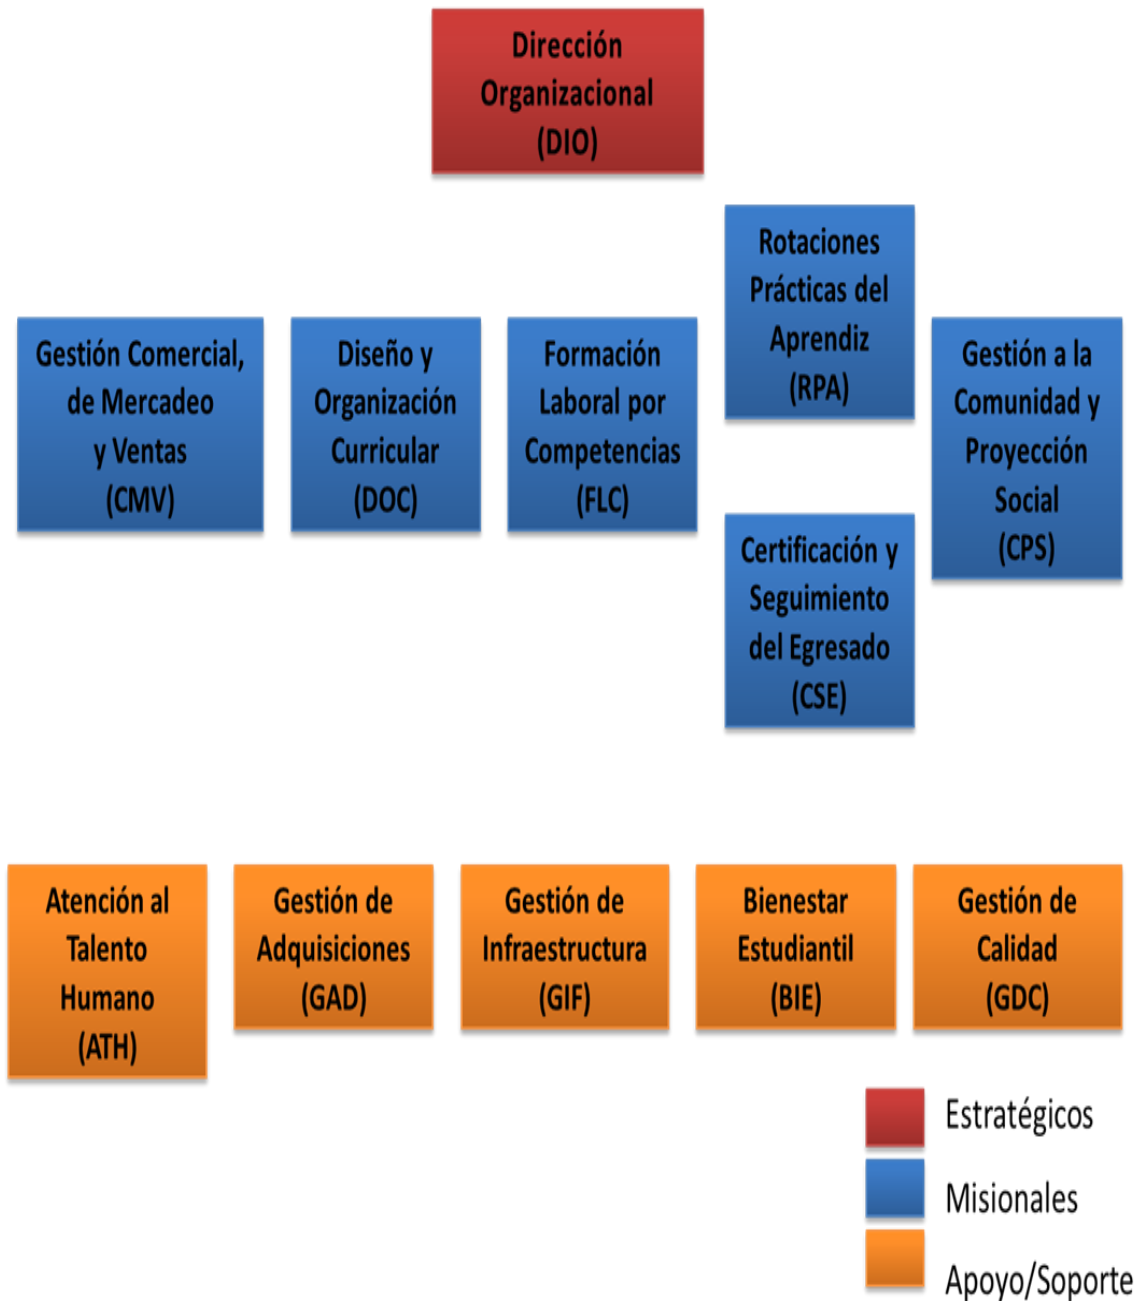 Dirección
Organizacional
(DIO)
Gestión Comercial,
de Mercadeo
y Ventas
(CMV)
Diseño y
Organización
Curricular
(DOC)
Formación
Laboral por
Competencias
(FLC)
Rotaciones
Prácticas del
Aprendiz
(RPA)
Certificación y
Seguimiento
del Egresado
(CSE)
Gestión a la
Comunidad y
Proyección
Social
(CPS)
Atención al
Talento
Humano
(ATH)
Gestión de
Adquisiciones
(GAD)
Gestión de
Infraestructura
(GIF)
Bienestar
Estudiantil
(BIE)
Gestión de
Calidad
(GDC)
Estratégicos
Misionales
Apoyo/Soporte